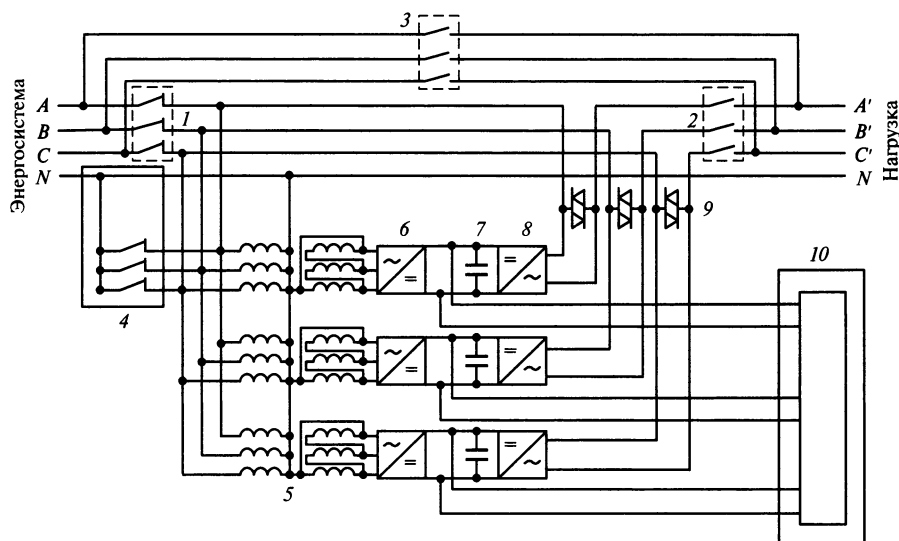 3
Энергосистема
A
B
C
N
1
2
A'
B'
C'
N
Нагрузка
4
6
7
8
9
10
~
=
=
~
~
=
=
~
~
=
=
~
5